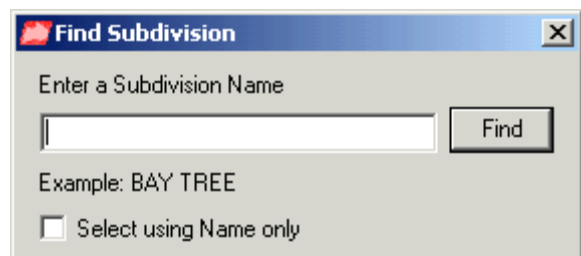 Find Subdivision
Enter a Subdivision Name
Find
Example: BAY TREE
Select using Name only